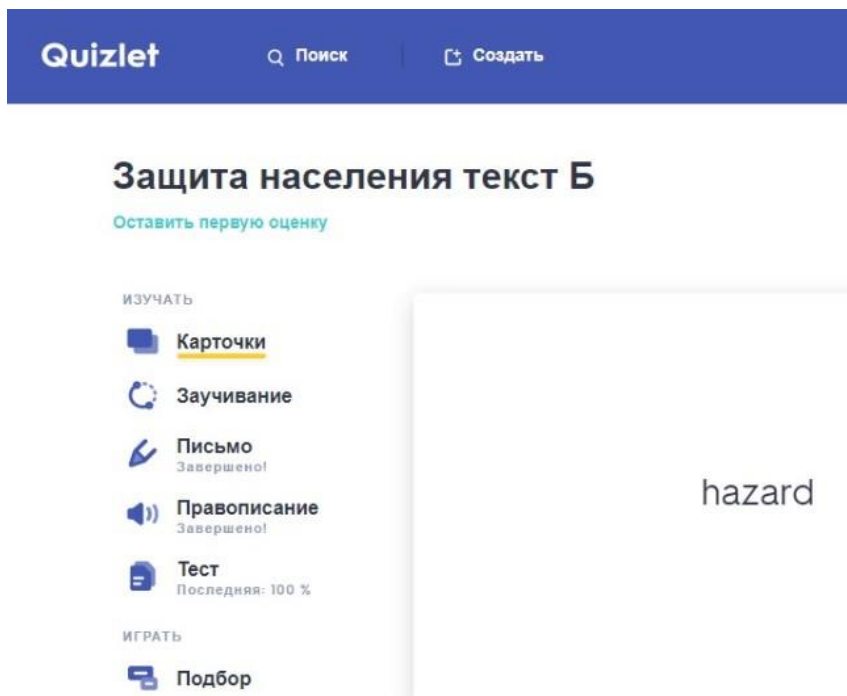 Quizlet Поиск Создать
Защита населения текст Б
Оставить первую оценку
ИЗУЧАТЬ
Карточки
Заучивание
Письмо
Завершено!
hazard
Правописание
Завершено!
Тест
Последняя: 100 %
ИГРАТЬ
Подбор